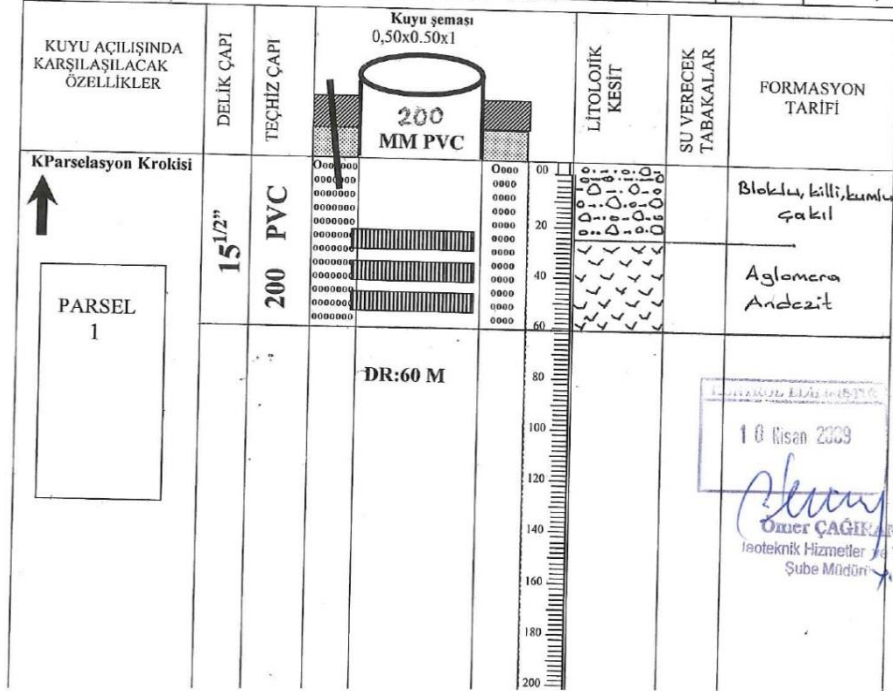 KUYU AÇILIŞINDA
KARŞILAŞILACAK
ÖZELLİKLER
DELİK ÇAPI
TEÇHİZ ÇAPI
Kuyu şeması
0,50x0.50x1
200
MM PVC
LİTOLOJİK
KESİT
SU VERECEK
TABAKALAR
FORMASYON
TARİFİ
KParselasyon Krokisi
PARSEL
1
15 1/2"
200 PVC
00
20
40
60
80
100
120
140
160
180
200
DR:60 M
Bloklu, killi, kumlu
çakıl
Aglomera
Andezit
10 Nisan 2009
Ömer ÇAĞIRAN
Jeoteknik Hizmetler ve
Şube Müdürü